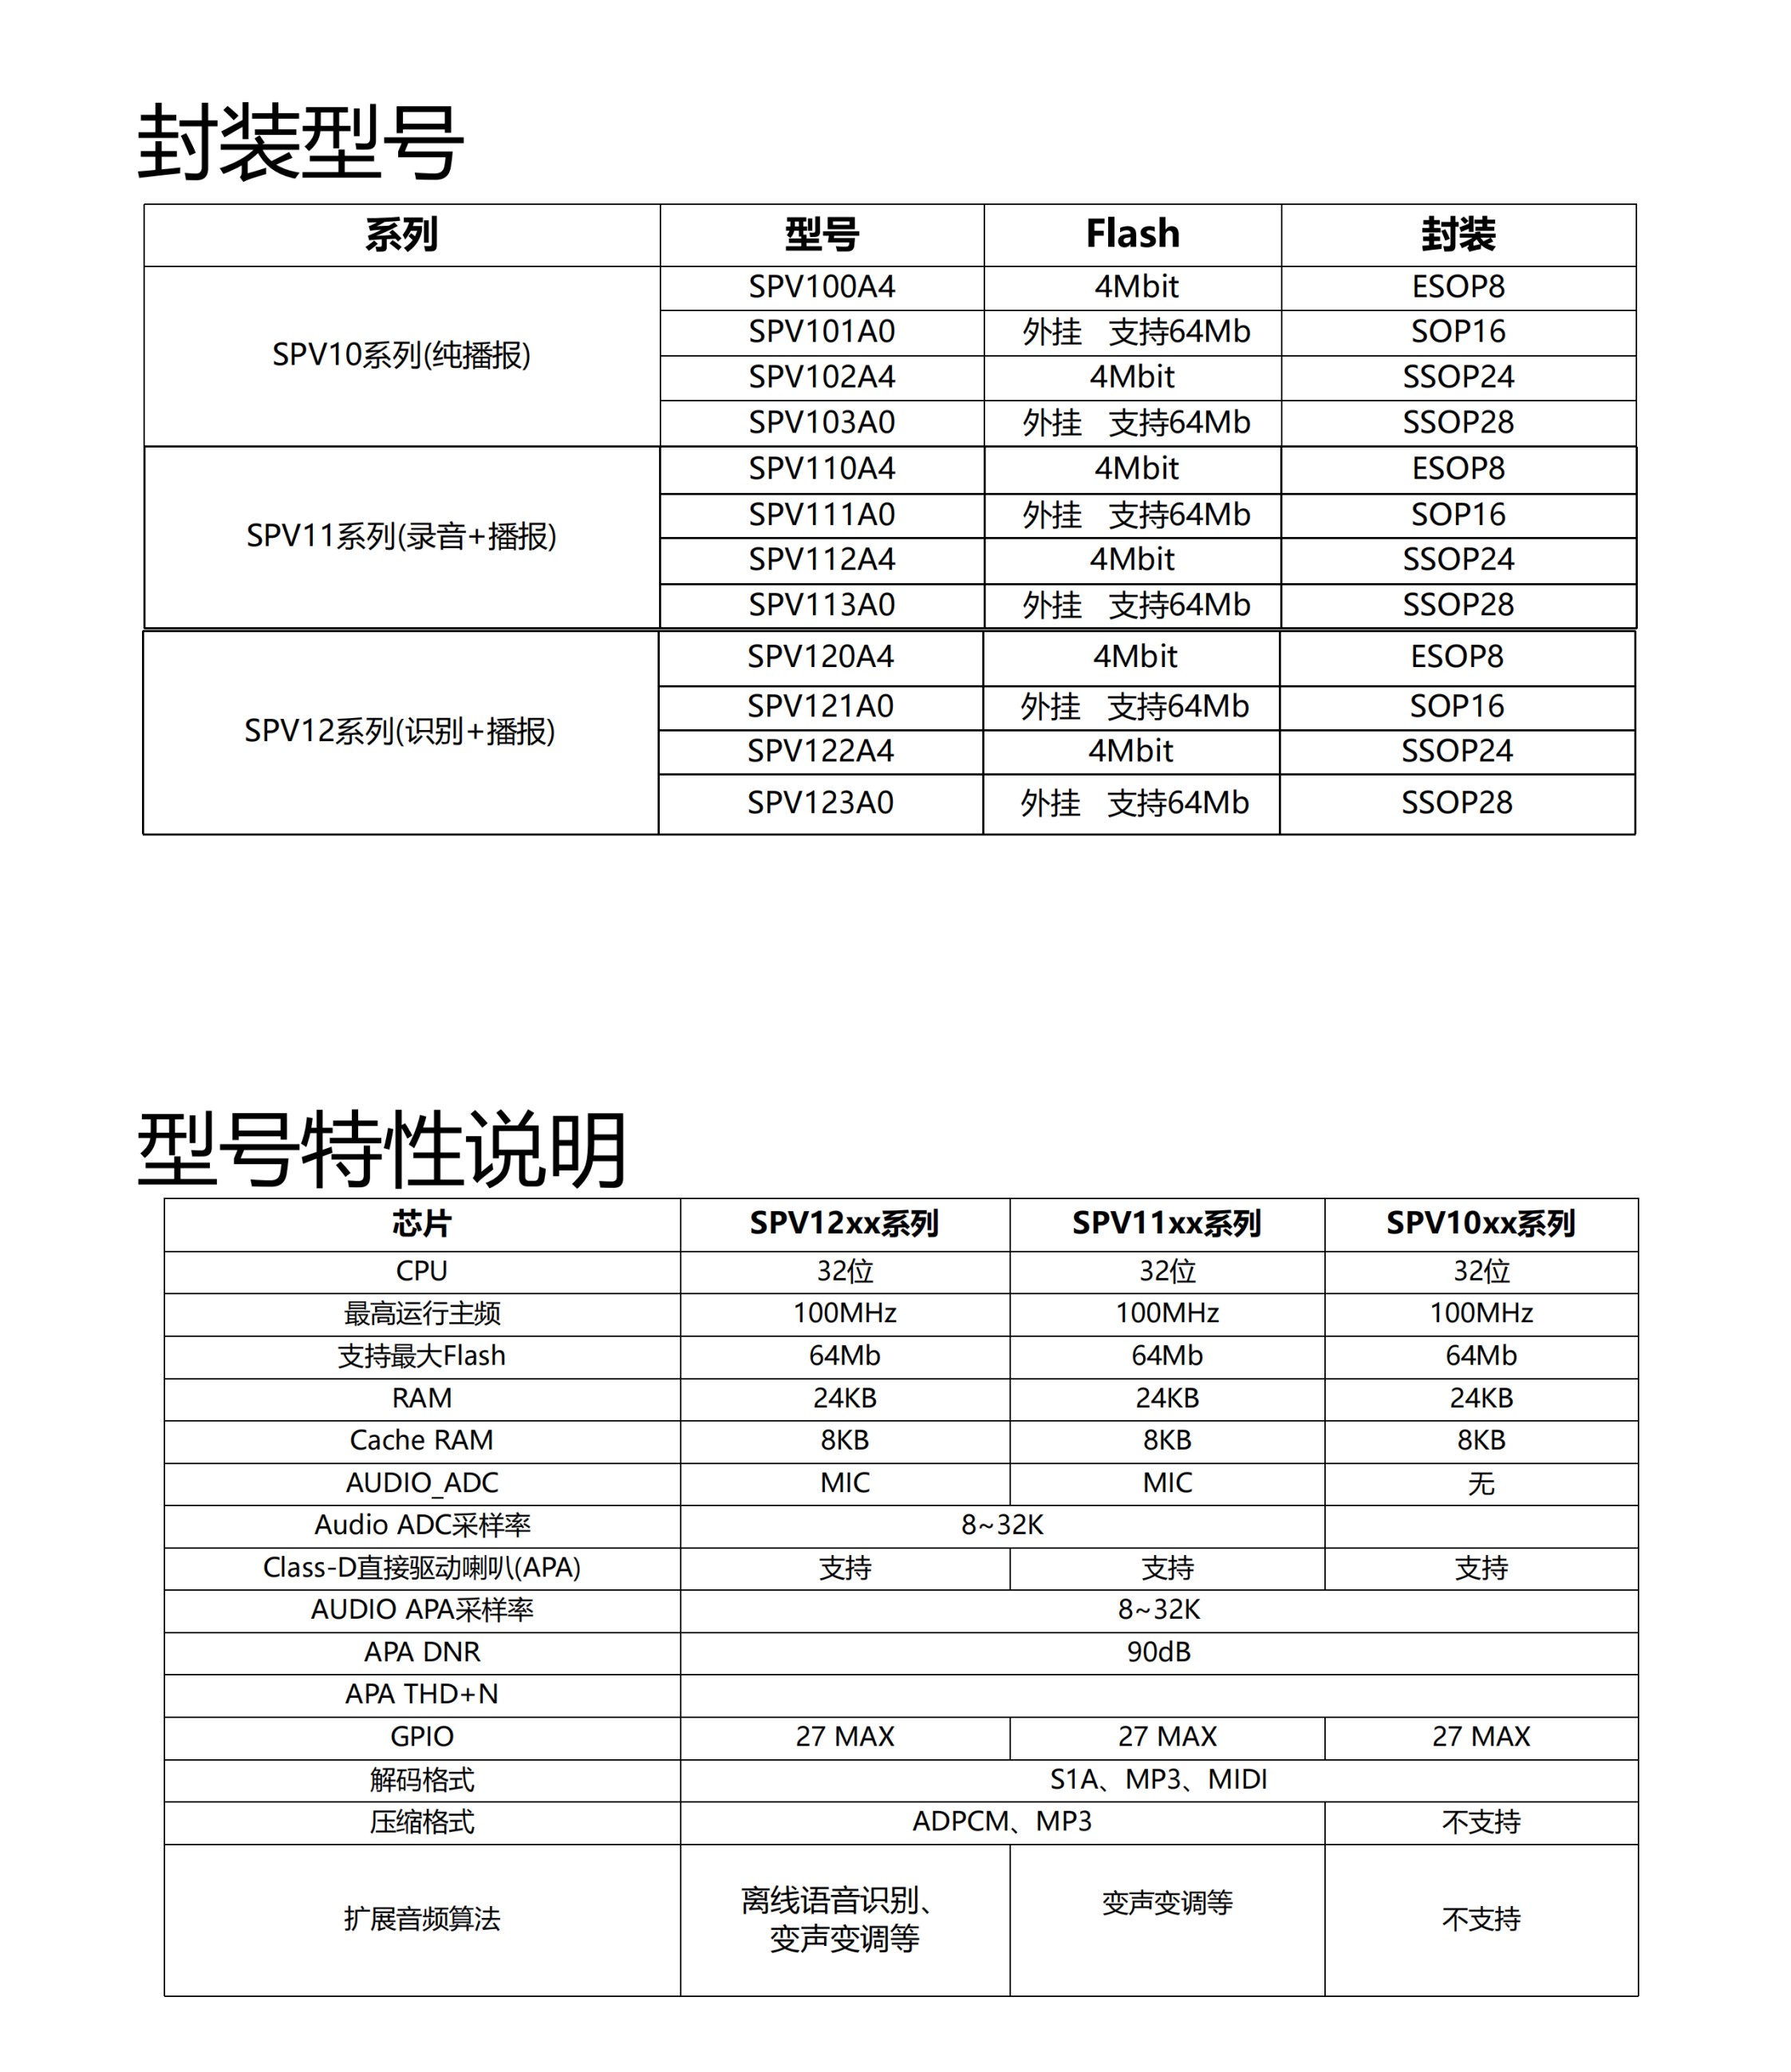 封装型号
系列 型号 Flash 封装
SPV10系列(纯播报)
SPV100A4 4Mbit ESOP8
SPV101A0 外挂 支持64Mb SOP16
SPV102A4 4Mbit SSOP24
SPV103A0 外挂 支持64Mb SSOP28
SPV11系列(录音+播报)
SPV110A4 4Mbit ESOP8
SPV111A0 外挂 支持64Mb SOP16
SPV112A4 4Mbit SSOP24
SPV113A0 外挂 支持64Mb SSOP28
SPV12系列(识别+播报)
SPV120A4 4Mbit ESOP8
SPV121A0 外挂 支持64Mb SOP16
SPV122A4 4Mbit SSOP24
SPV123A0 外挂 支持64Mb SSOP28
型号特性说明
芯片 SPV12xx系列 SPV11xx系列 SPV10xx系列
CPU 32位 32位 32位
最高运行主频 100MHz 100MHz 100MHz
支持最大Flash 64Mb 64Mb 64Mb
RAM 24KB 24KB 24KB
Cache RAM 8KB 8KB 8KB
AUDIO_ADC MIC MIC 无
Audio ADC采样率 8~32K
Class-D直接驱动喇叭(APA) 支持 支持 支持
AUDIO APA采样率 8~32K
APA DNR 90dB
APA THD+N
GPIO 27 MAX 27 MAX 27 MAX
解码格式 S1A、MP3、MIDI
压缩格式 ADPCM、MP3 不支持
扩展音频算法
离线语音识别、
变声变调等
变声变调等
不支持